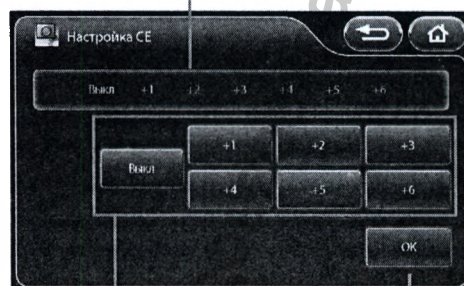 Настройка CE
Выкл +1 +2 +3 +4 +5 +6
+1 +2 +3
Выкл
+4 +5 +6
OK